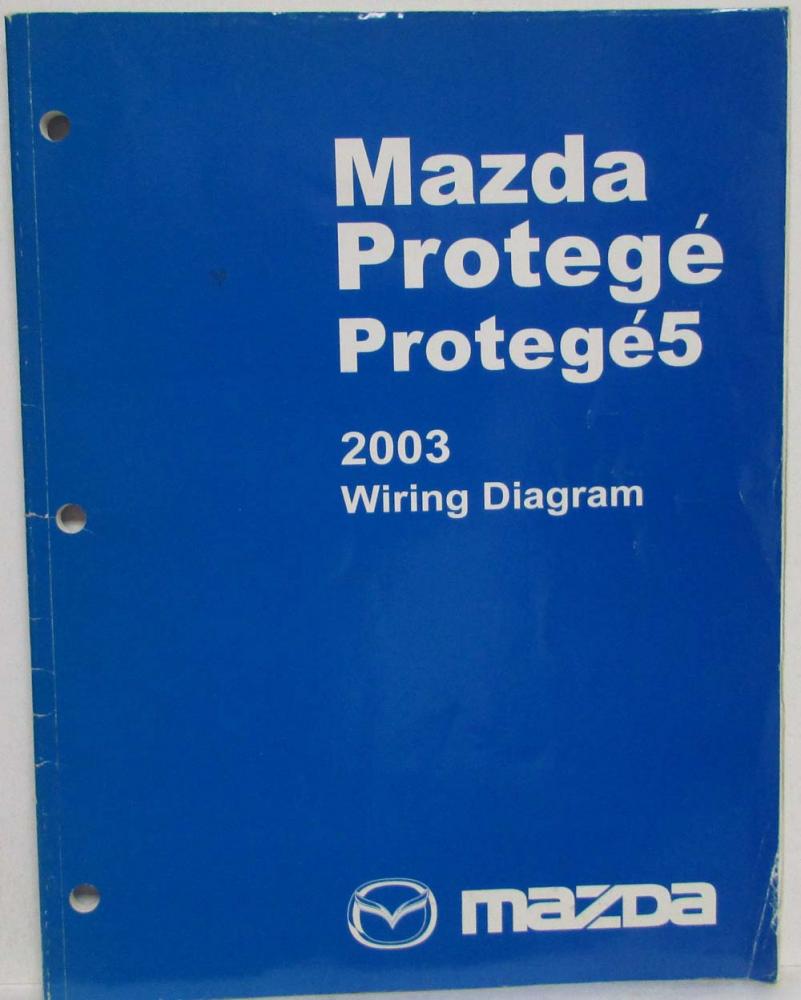 Mazda
Protegé
Protegé5
2003
Wiring Diagram
mazda